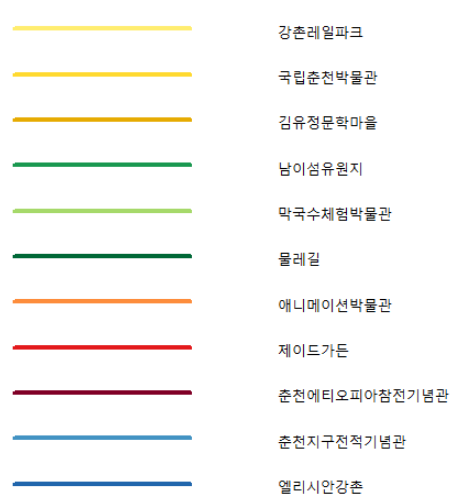 강촌레일파크
국립춘천박물관
김유정문학마을
남이섬유원지
막국수체험박물관
물레길
애니메이션박물관
제이드가든
춘천에티오피아참전기념관
춘천지구전적기념관
엘리시안강촌